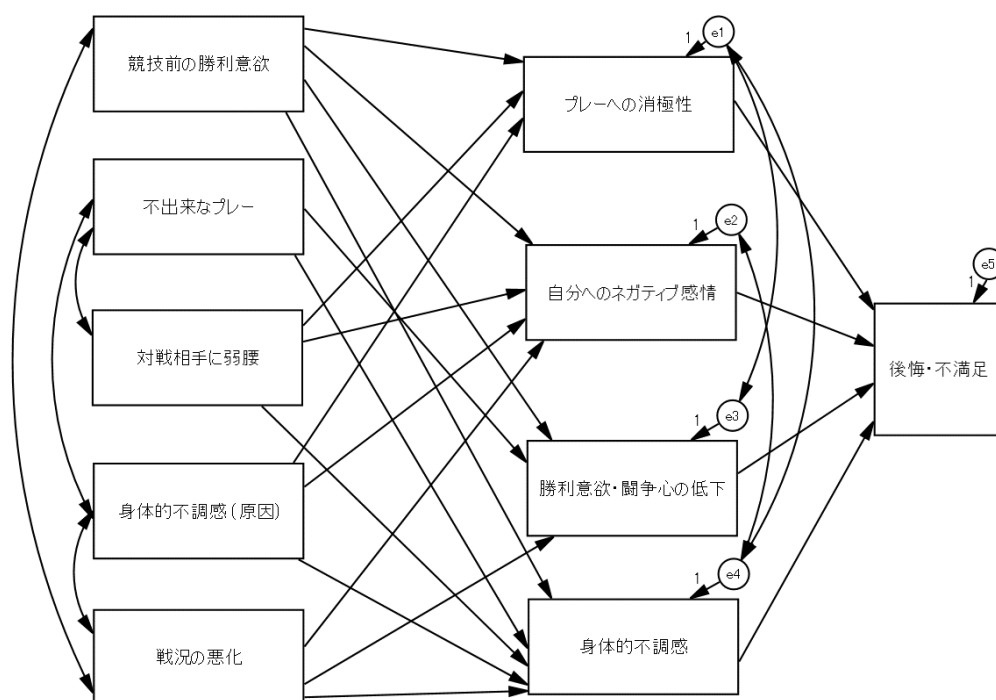 競技前の勝利意欲
不出来なプレー
対戦相手に弱腰
身体的不調感(原因)
戦況の悪化
1
e1
プレーへの消極性
1
e2
自分へのネガティブ感情
1
e3
勝利意欲・闘争心の低下
1
e4
身体的不調感
1
e5
後悔・不満足